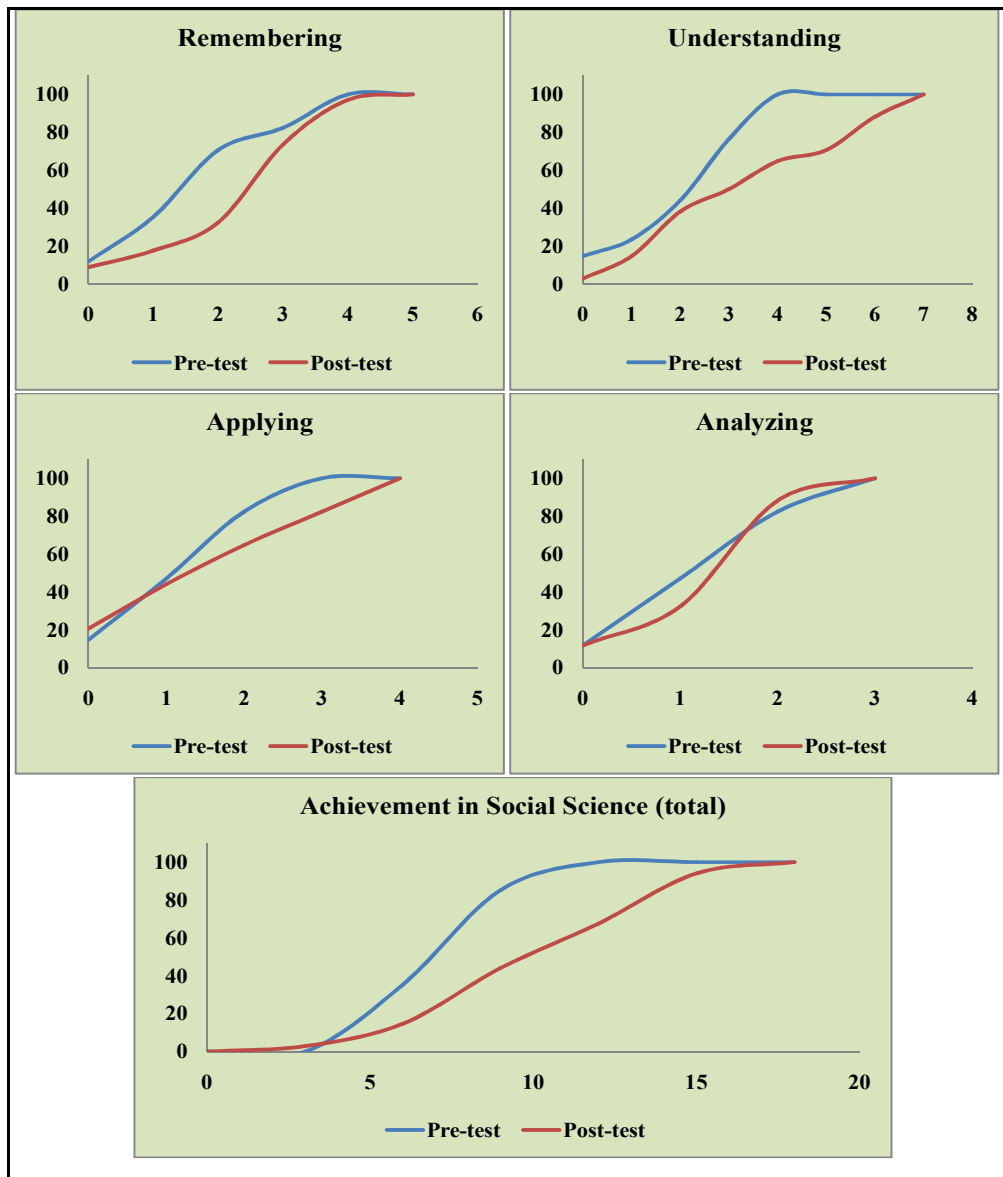 Remembering
100
80
60
40
20
0
0 1 2 3 4 5 6
Pre-test Post-test
Understanding
100
80
60
40
20
0
0 1 2 3 4 5 6 7 8
Pre-test Post-test
Applying
100
80
60
40
20
0
0 1 2 3 4 5
Pre-test Post-test
Analyzing
100
80
60
40
20
0
0 1 2 3 4
Pre-test Post-test
Achievement in Social Science (total)
100
80
60
40
20
0
0 5 10 15 20
Pre-test Post-test